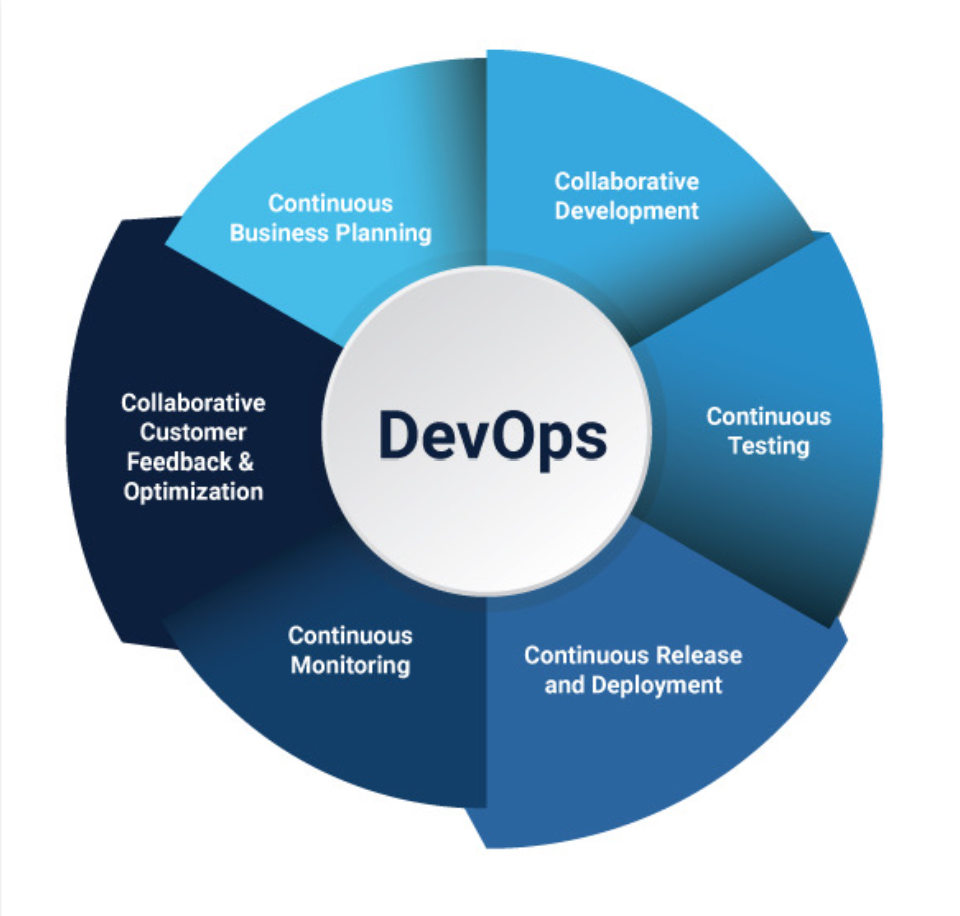 Continuous
Business Planning
Collaborative
Development
Continuous
Testing
Continuous Release
and Deployment
Continuous
Monitoring
Collaborative
Customer
Feedback &
Optimization
DevOps